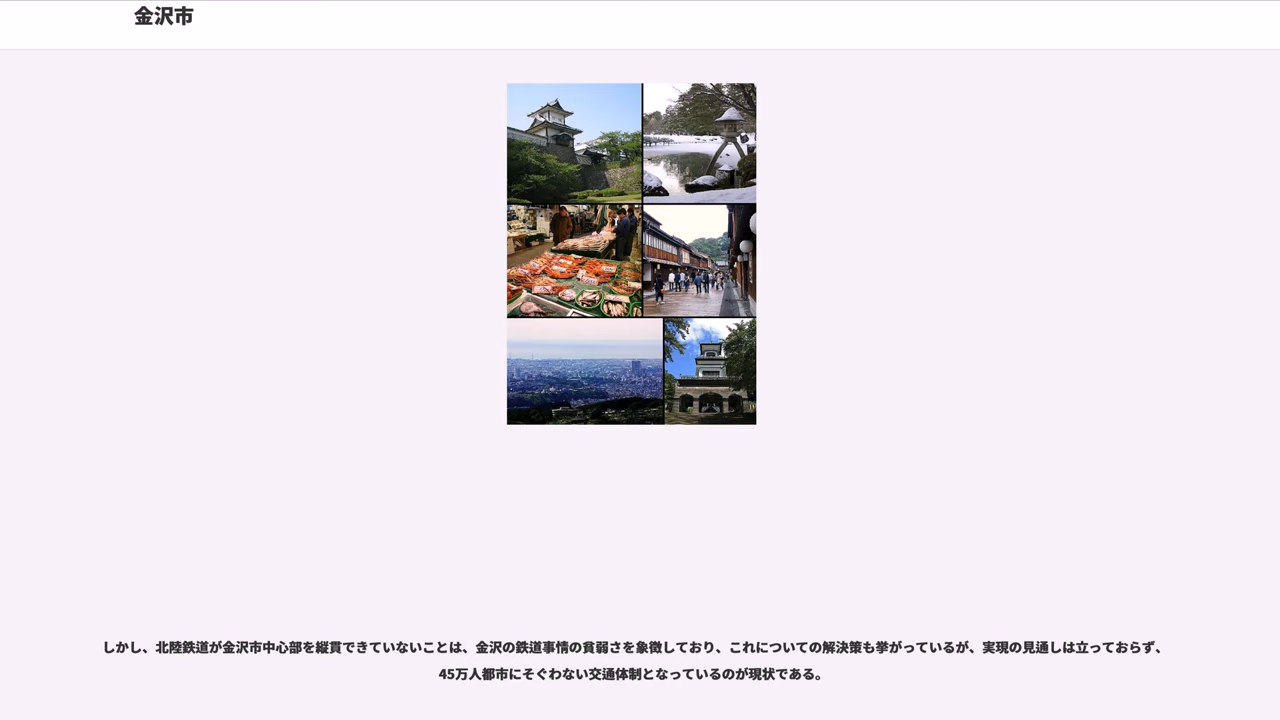 金沢市
しかし、北陸鉄道が金沢市中心部を縦貫できていないことは、金沢の鉄道事情の貧弱さを象徴しており、これについての解決策も挙がっているが、実現の見通しは立っておらず、
45万人都市にそぐわない交通体制となっているのが現状である。